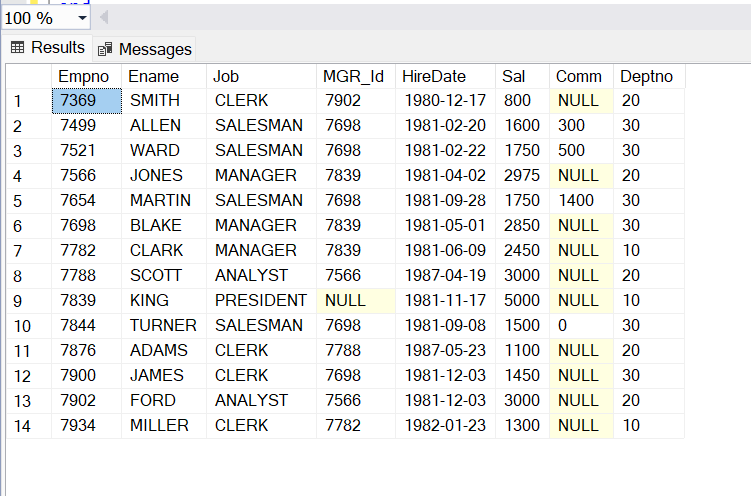 and
100 %
Results Messages
Empno Ename Job MGR_Id HireDate Sal Comm Deptno
1 7369 SMITH CLERK 7902 1980-12-17 800 NULL 20
2 7499 ALLEN SALESMAN 7698 1981-02-20 1600 300 30
3 7521 WARD SALESMAN 7698 1981-02-22 1750 500 30
4 7566 JONES MANAGER 7839 1981-04-02 2975 NULL 20
5 7654 MARTIN SALESMAN 7698 1981-09-28 1750 1400 30
6 7698 BLAKE MANAGER 7839 1981-05-01 2850 NULL 30
7 7782 CLARK MANAGER 7839 1981-06-09 2450 NULL 10
8 7788 SCOTT ANALYST 7566 1987-04-19 3000 NULL 20
9 7839 KING PRESIDENT NULL 1981-11-17 5000 NULL 10
10 7844 TURNER SALESMAN 7698 1981-09-08 1500 0 30
11 7876 ADAMS CLERK 7788 1987-05-23 1100 NULL 20
12 7900 JAMES CLERK 7698 1981-12-03 1450 NULL 30
13 7902 FORD ANALYST 7566 1981-12-03 3000 NULL 20
14 7934 MILLER CLERK 7782 1982-01-23 1300 NULL 10